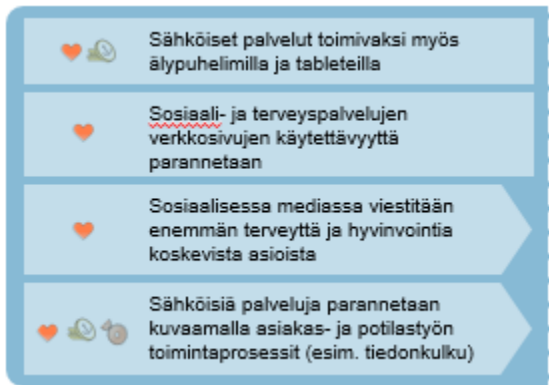 Sähköiset palvelut toimivaksi myös
älypuhelimilla ja tableteilla
Sosiaali- ja terveyspalvelujen
verkkosivujen käytettävyyttä
parannetaan
Sosiaalisessa mediassa viestitään
enemmän terveyttä ja hyvinvointia
koskevista asioista
Sähköisiä palveluja parannetaan
kuvaamalla asiakas- ja potilastyön
toimintaprosessit (esim. tiedonkulku)